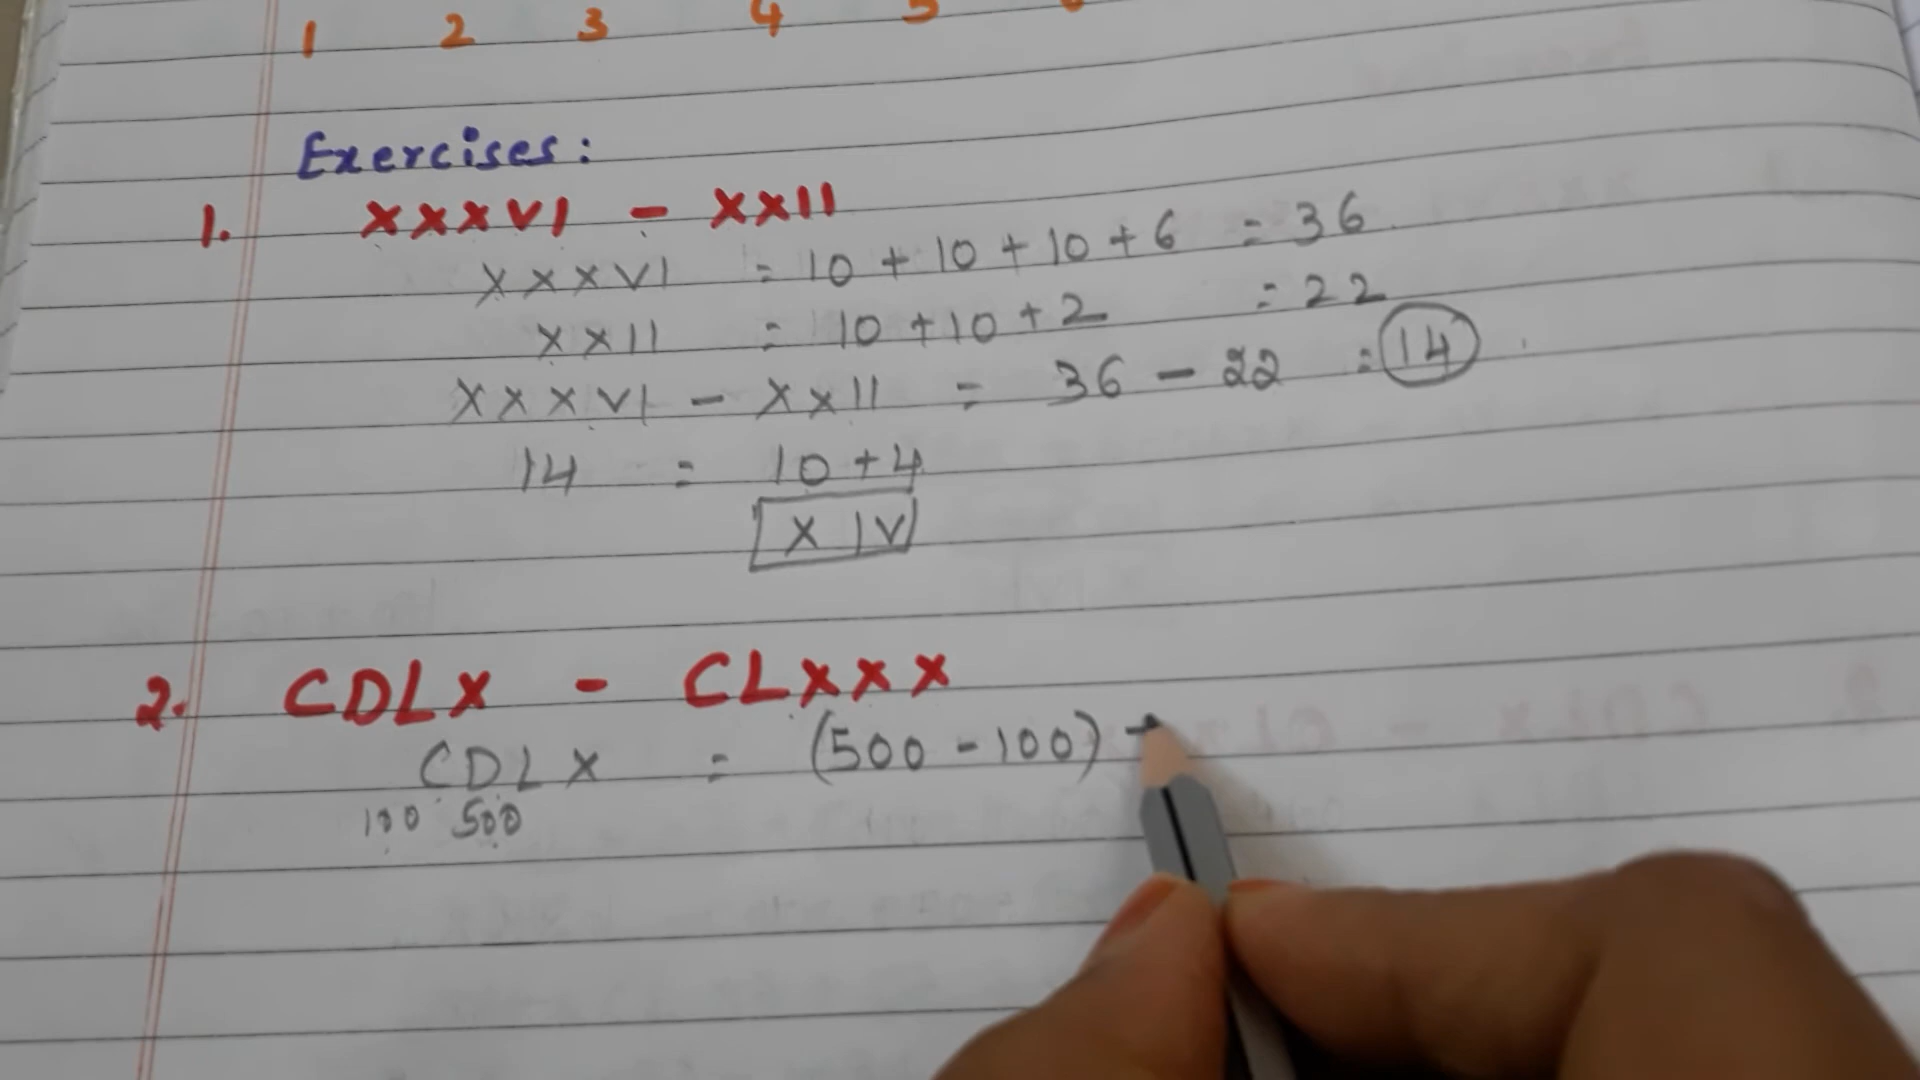 1 2 3 4 5
Exercises:
1. XXXVI - XXII
XXXVI = 10 + 10 + 10 + 6 = 36
XXII = 10 + 10 + 2 = 22
XXXVI - XXII = 36 - 22 = 14
14 = 10 + 4
XIV
2. CDLX - CLXXX
CDLX = (500 - 100) +
100 500